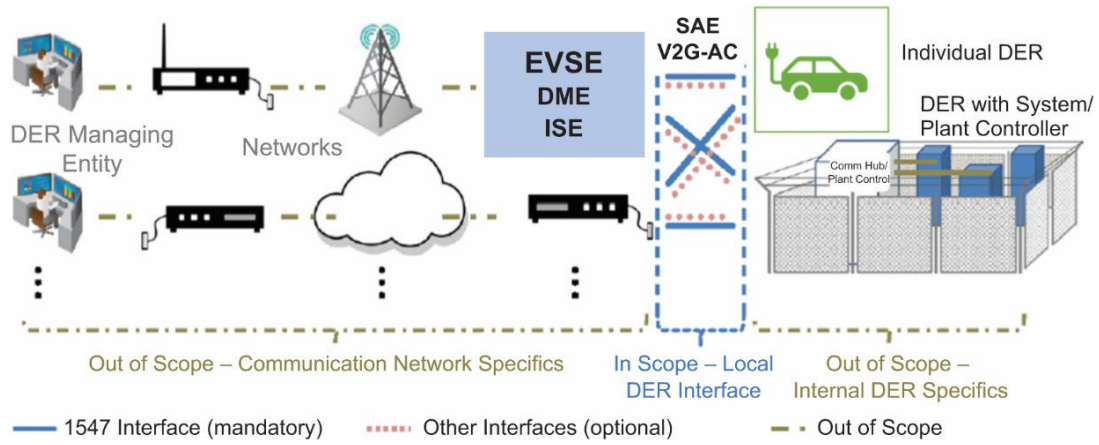 SAE
V2G-AC
EVSE
DME
ISE
Individual DER
DER with System/
Plant Controller
DER Managing
Entity
Networks
Comm Hub/
Plant Control
Out of Scope – Communication Network Specifics
In Scope – Local
DER Interface
Out of Scope –
Internal DER Specifics
1547 Interface (mandatory)
Other Interfaces (optional)
Out of Scope